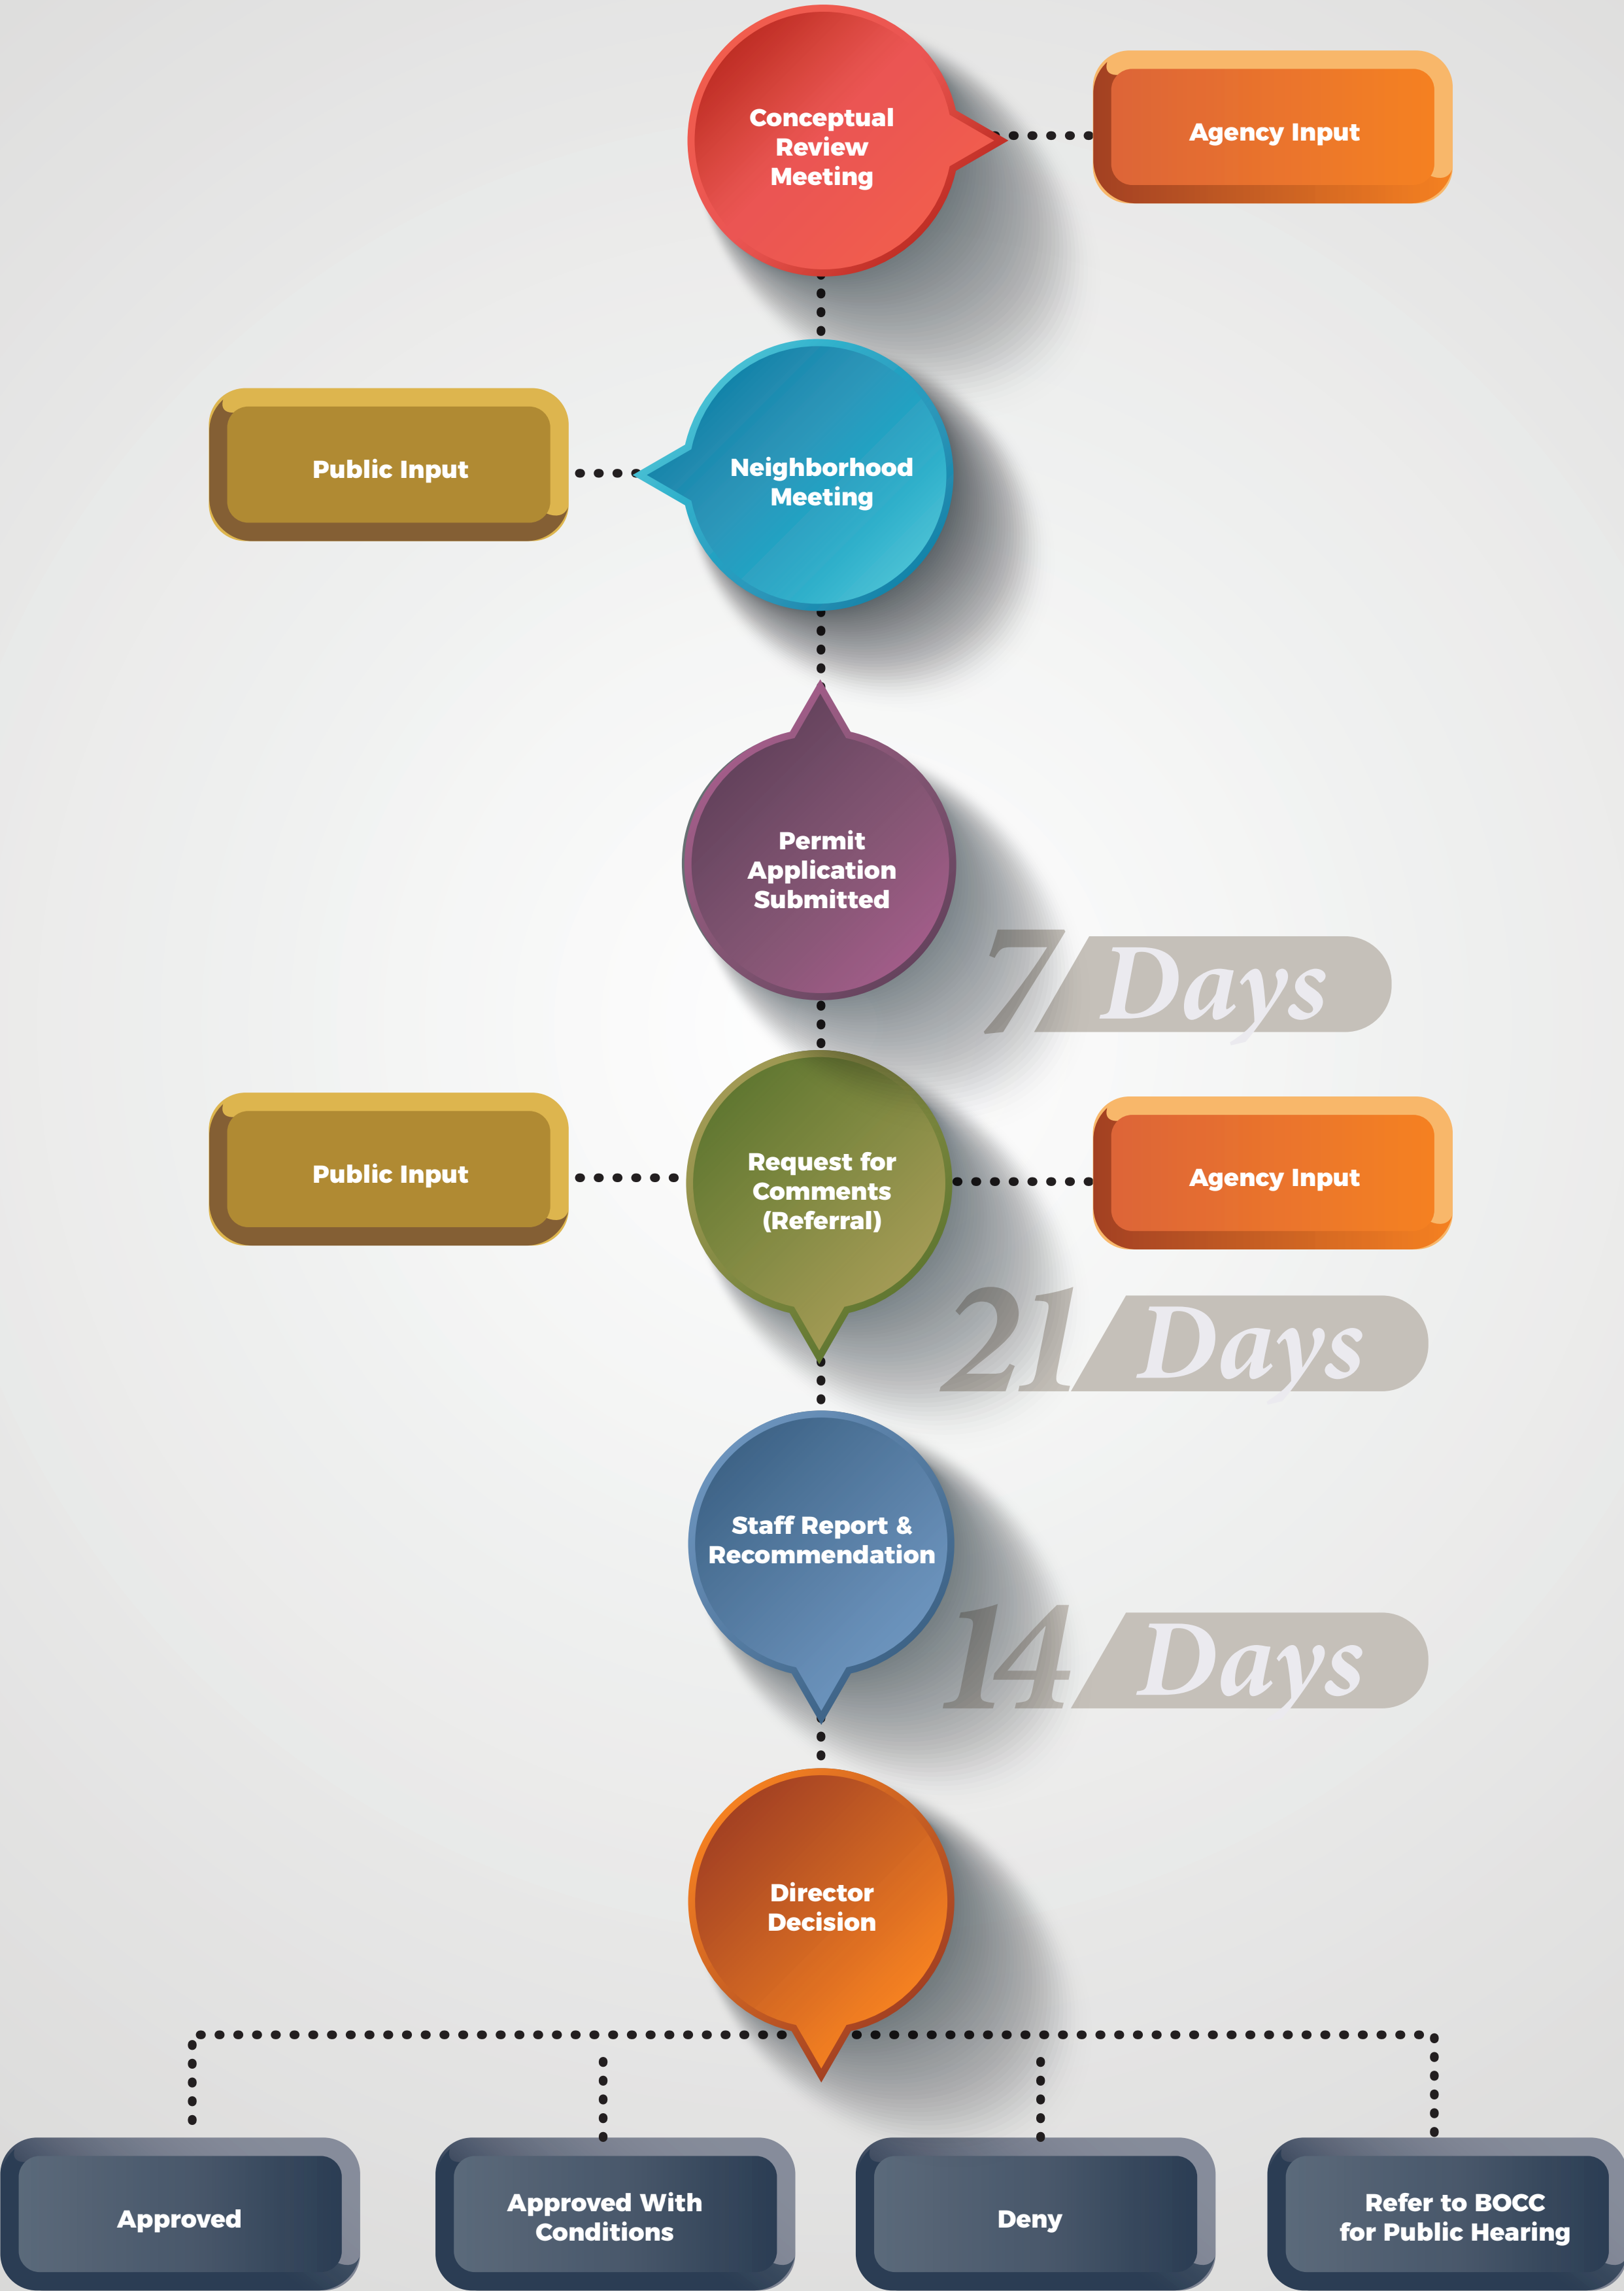 Conceptual
Review
Meeting
Agency Input
Public Input
Neighborhood
Meeting
Permit
Application
Submitted
7 Days
Public Input
Request for
Comments
(Referral)
Agency Input
21 Days
Staff Report &
Recommendation
14 Days
Director
Decision
Approved
Approved With
Conditions
Deny
Refer to BOCC
for Public Hearing